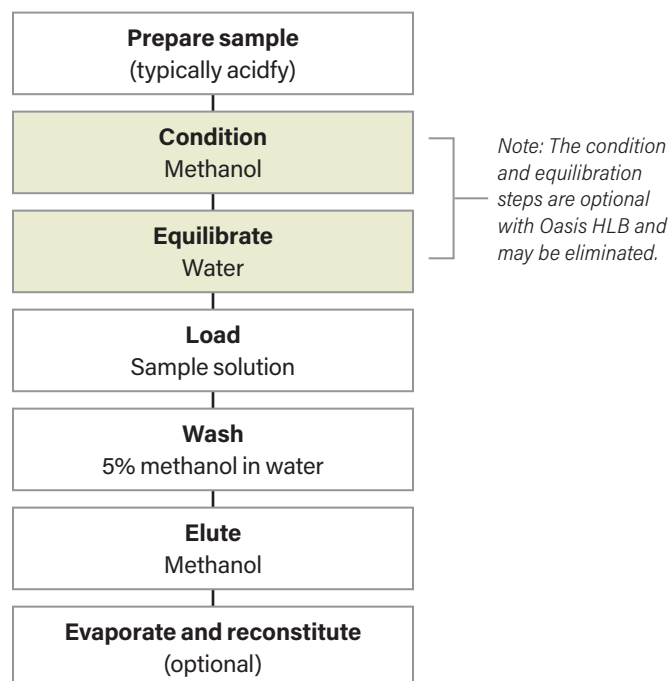 Prepare sample
(typically acidfy)
Condition
Methanol
Note: The condition
and equilibration
steps are optional
with Oasis HLB and
may be eliminated.
Equilibrate
Water
Load
Sample solution
Wash
5% methanol in water
Elute
Methanol
Evaporate and reconstitute
(optional)